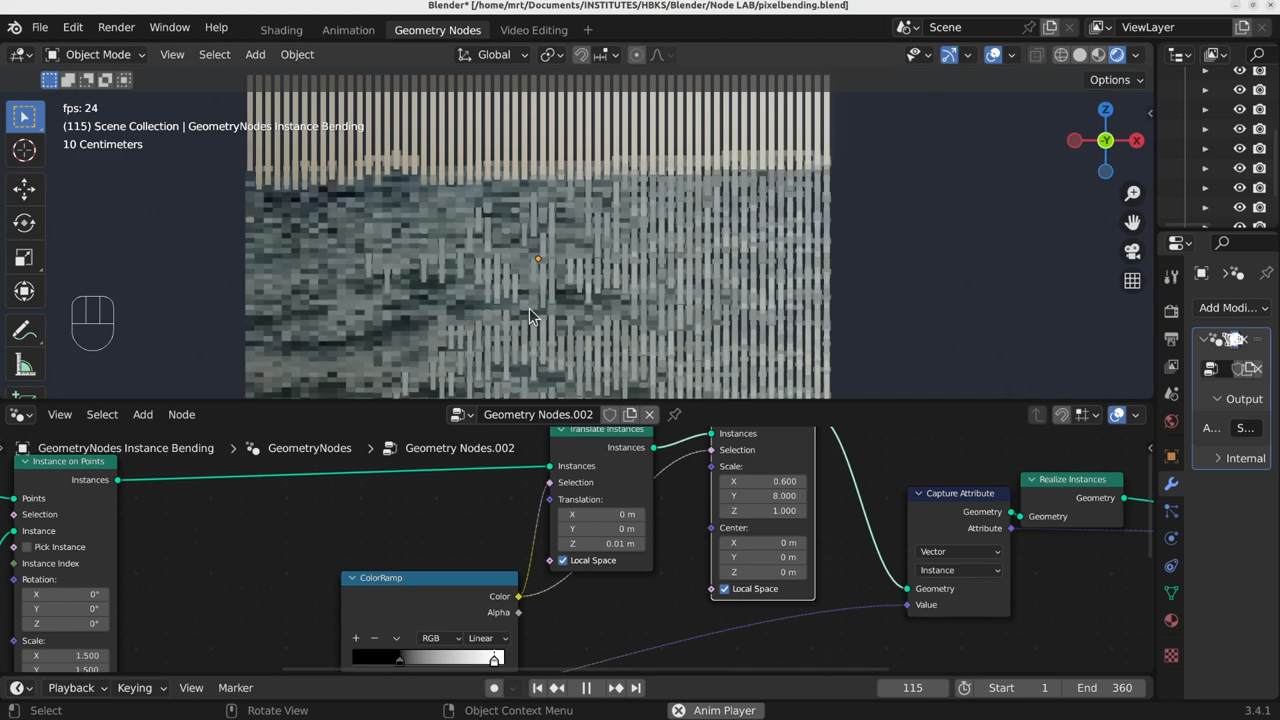 Blender* [/home/mrt/Documents/INSTITUTES/HBKS/Blender/Node LAB/pixelbending.blend]
File Edit Render Window Help Shading Animation Geometry Nodes Video Editing + Scene ViewLayer
Object Mode View Select Add Object Global
Options
fps: 24
(115) Scene Collection | GeometryNodes Instance Bending
10 Centimeters
Z
X
-Y
Add Modi...
Output
A... S...
Internal
View Select Add Node Geometry Nodes.002
GeometryNodes Instance Bending > GeometryNodes > Geometry Nodes.002
Instance on Points
Instances
Points
Selection
Instance
Pick Instance
Instance Index
Rotation:
X 0°
Y 0°
Z 0°
Scale:
X 1.500
Y 1.500
ColorRamp
Color
Alpha
+ − RGB Linear
Translate Instances
Instances
Instances
Selection
Translation:
X 0 m
Y 0 m
Z 0.01 m
Local Space
Instances
Selection
Scale:
X 0.600
Y 8.000
Z 1.000
Center:
X 0 m
Y 0 m
Z 0 m
Local Space
Capture Attribute
Geometry
Attribute
Vector
Instance
Geometry
Value
Realize Instances
Geometry
Geometry
Playback Keying View Marker 115 Start 1 End 360
Select Rotate View Object Context Menu Anim Player 3.4.1